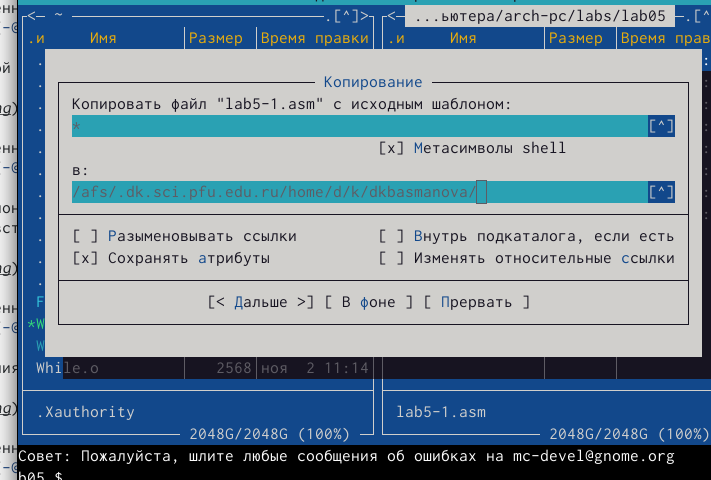 <— ~ .[^]> <— ...ьютера/arch-pc/labs/lab05 —.[^
.и Имя Размер Время правки .и Имя Размер Время прав
Копирование
Копировать файл "lab5-1.asm" с исходным шаблоном:
* [^]
[x] Метасимволы shell
в:
/afs/.dk.sci.pfu.edu.ru/home/d/k/dkbasmanova/ [^]
[ ] Разыменовывать ссылки [ ] Внутрь подкаталога, если есть
[x] Сохранять атрибуты [ ] Изменять относительные ссылки
[< Дальше >] [ В фоне ] [ Прервать ]
While.o 2568 ноя 2 11:14
.Xauthority lab5-1.asm
2048G/2048G (100%) 2048G/2048G (100%)
Совет: Пожалуйста, шлите любые сообщения об ошибках на mc-devel@gnome.org
b05 $